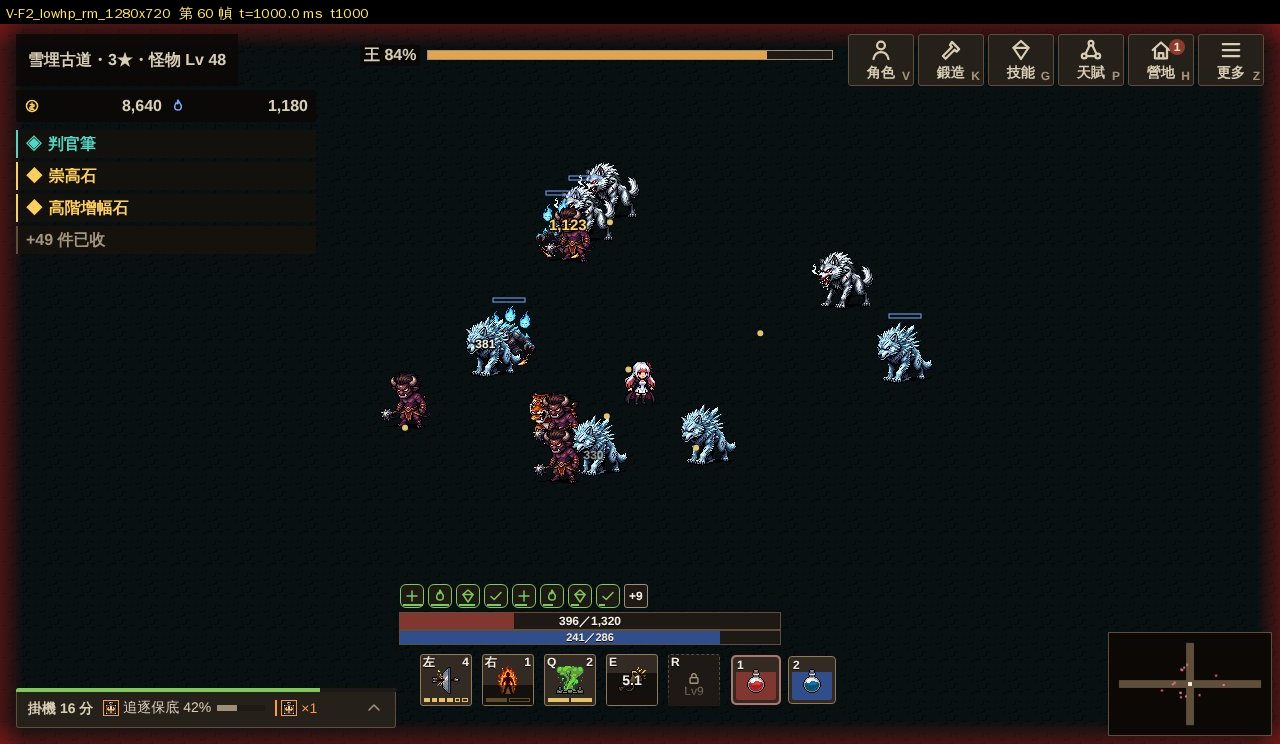 V-F2_lowhp_rm_1280x720 第 60 幀 t=1000.0 ms t1000
雪埋古道・3★・怪物 Lv 48
王 84%
角色 V
鍛造 K
技能 G
天賦 P
營地 H 1
更多 Z
8,640 1,180
判官筆
崇高石
高階增幅石
+49 件已收
1,123
381
330
+9
396／1,320
241／286
左 4
右 1
Q 2
E 5.1
R Lv9
1
2
掛機 16 分 追逐保底 42% ×1